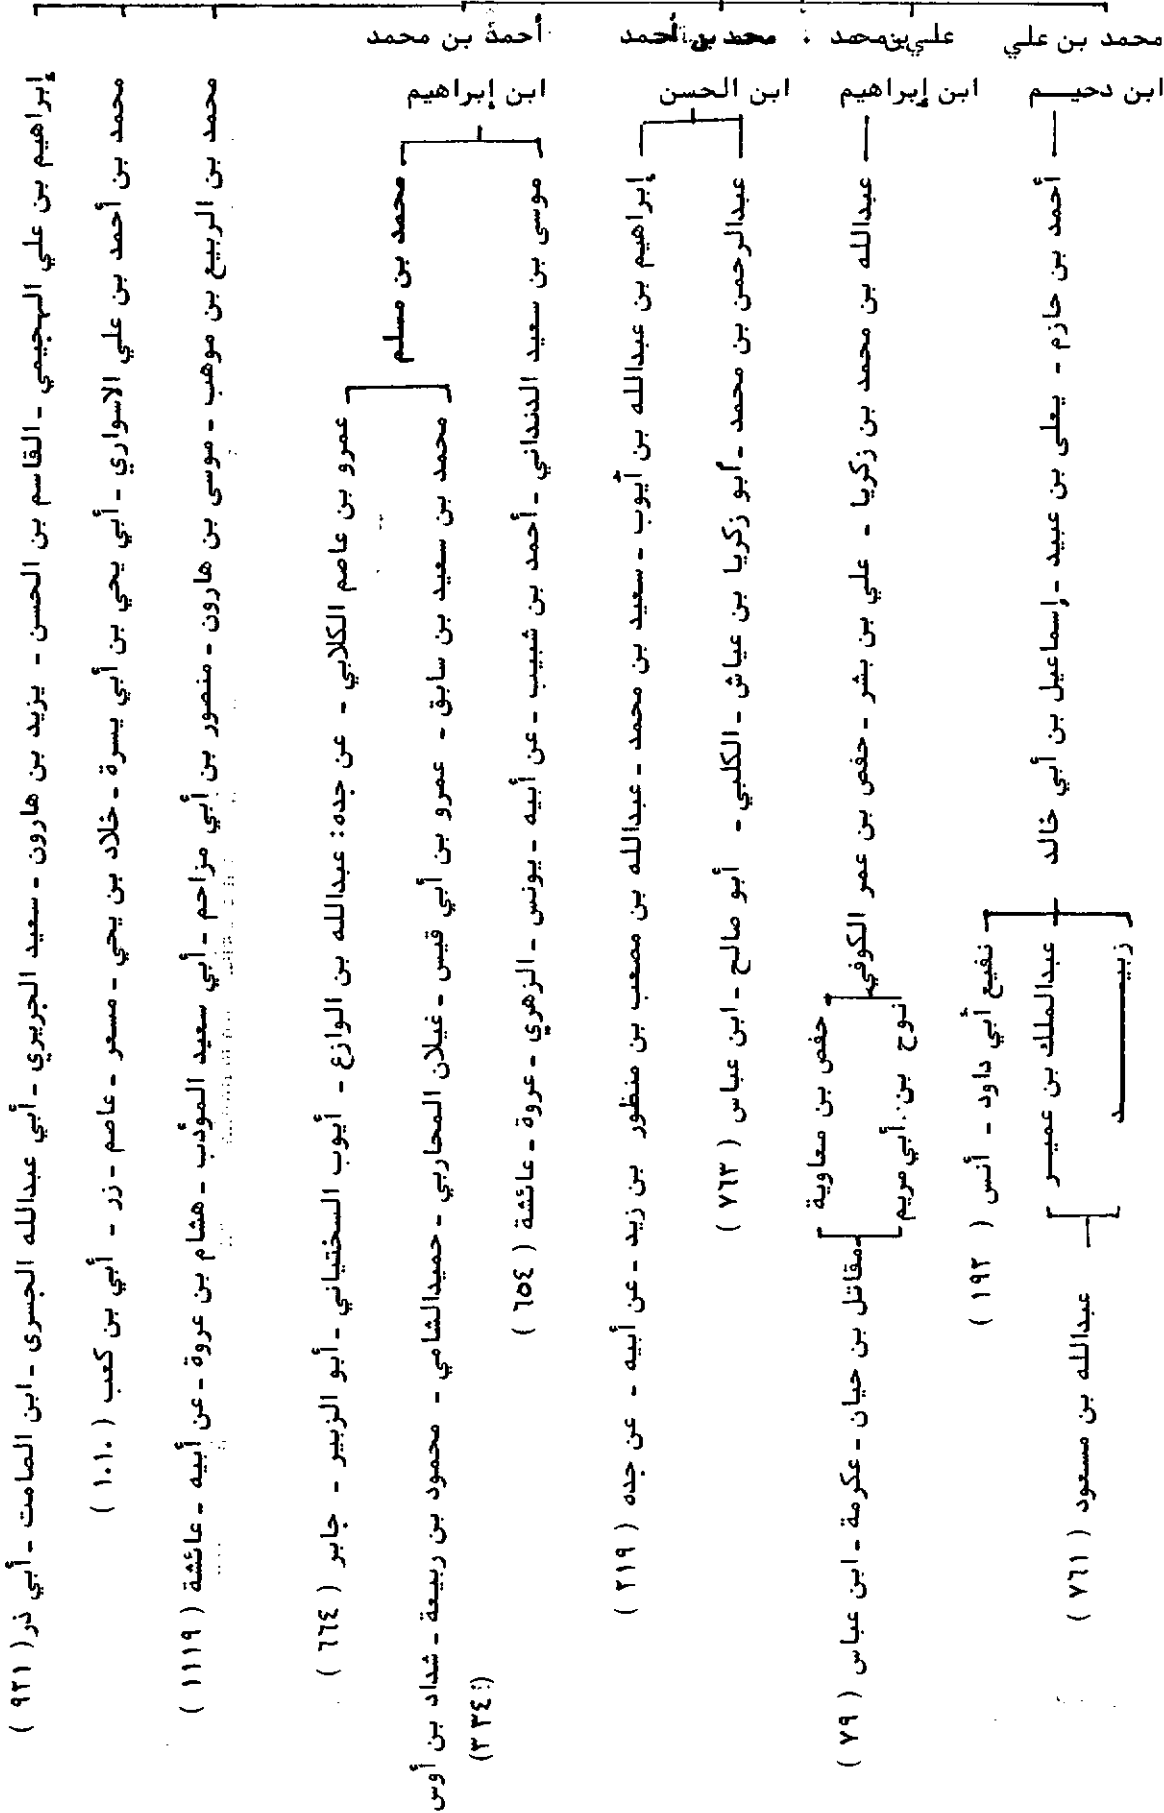 محمد بن علي
ابن دحيــم
أحمد بن حازم - يعلى بن عبيد - إسماعيل بن أبي خالد
زبيــــد
عبدالملك بن عميــر
نفيع أبي داود - أنس ( ١٩٢ )
عبدالله بن مسعود ( ٧٦١ )
علي بن محمد
ابن إبراهيم
عبدالله بن محمد بن زكريا - علي بن بشر - حفص بن عمر الكوفي
نوح بن أبي مريم
حفص بن معاوية
مقاتل بن حيان - عكرمة - ابن عباس ( ٧٩ )
محمد بن أحمد
ابن الحسن
عبدالرحمن بن محمد - أبو زكريا بن عياش - الكلبي - أبو صالح - ابن عباس ( ٧٦٣ )
إبراهيم بن عبدالله بن أيوب - سعيد بن محمد - عبدالله بن مصعب بن منظور بن زيد - عن أبيه - عن جده ( ٢١٩ )
أحمد بن محمد
ابن إبراهيم
موسى بن سعيد الدنداني - أحمد بن شبيب - عن أبيه - يونس - الزهري - عروة - عائشة ( ٦٥٤ )
محمد بن مسلم
محمد بن سعيد بن سابق - عمرو بن أبي قيس - غيلان المحاربي - حميدالشامي - محمود بن ربيعة - شداد بن أوس
( ٣٣٤ )
عمرو بن عاصم الكلابي - عن جده: عبدالله بن الوازع - أيوب السختياني - أبو الزبير - جابر ( ٦٦٤ )
محمد بن الربيع بن موهب - موسى بن هارون - منصور بن أبي مزاحم - أبي سعيد المؤدب - هشام بن عروة - عن أبيه - عائشة ( ١١١٩ )
محمد بن أحمد بن علي الاسواري - أبي يحي بن أبي يسرة - خلاد بن يحي - مسعر - عاصم - زر - أبي بن كعب ( ١٠١٠ )
إبراهيم بن علي الهجيمي - القاسم بن الحسن - يزيد بن هارون - سعيد الجريري - أبي عبدالله الجسرى - ابن الصامت - أبي ذر ( ٩٢١ )